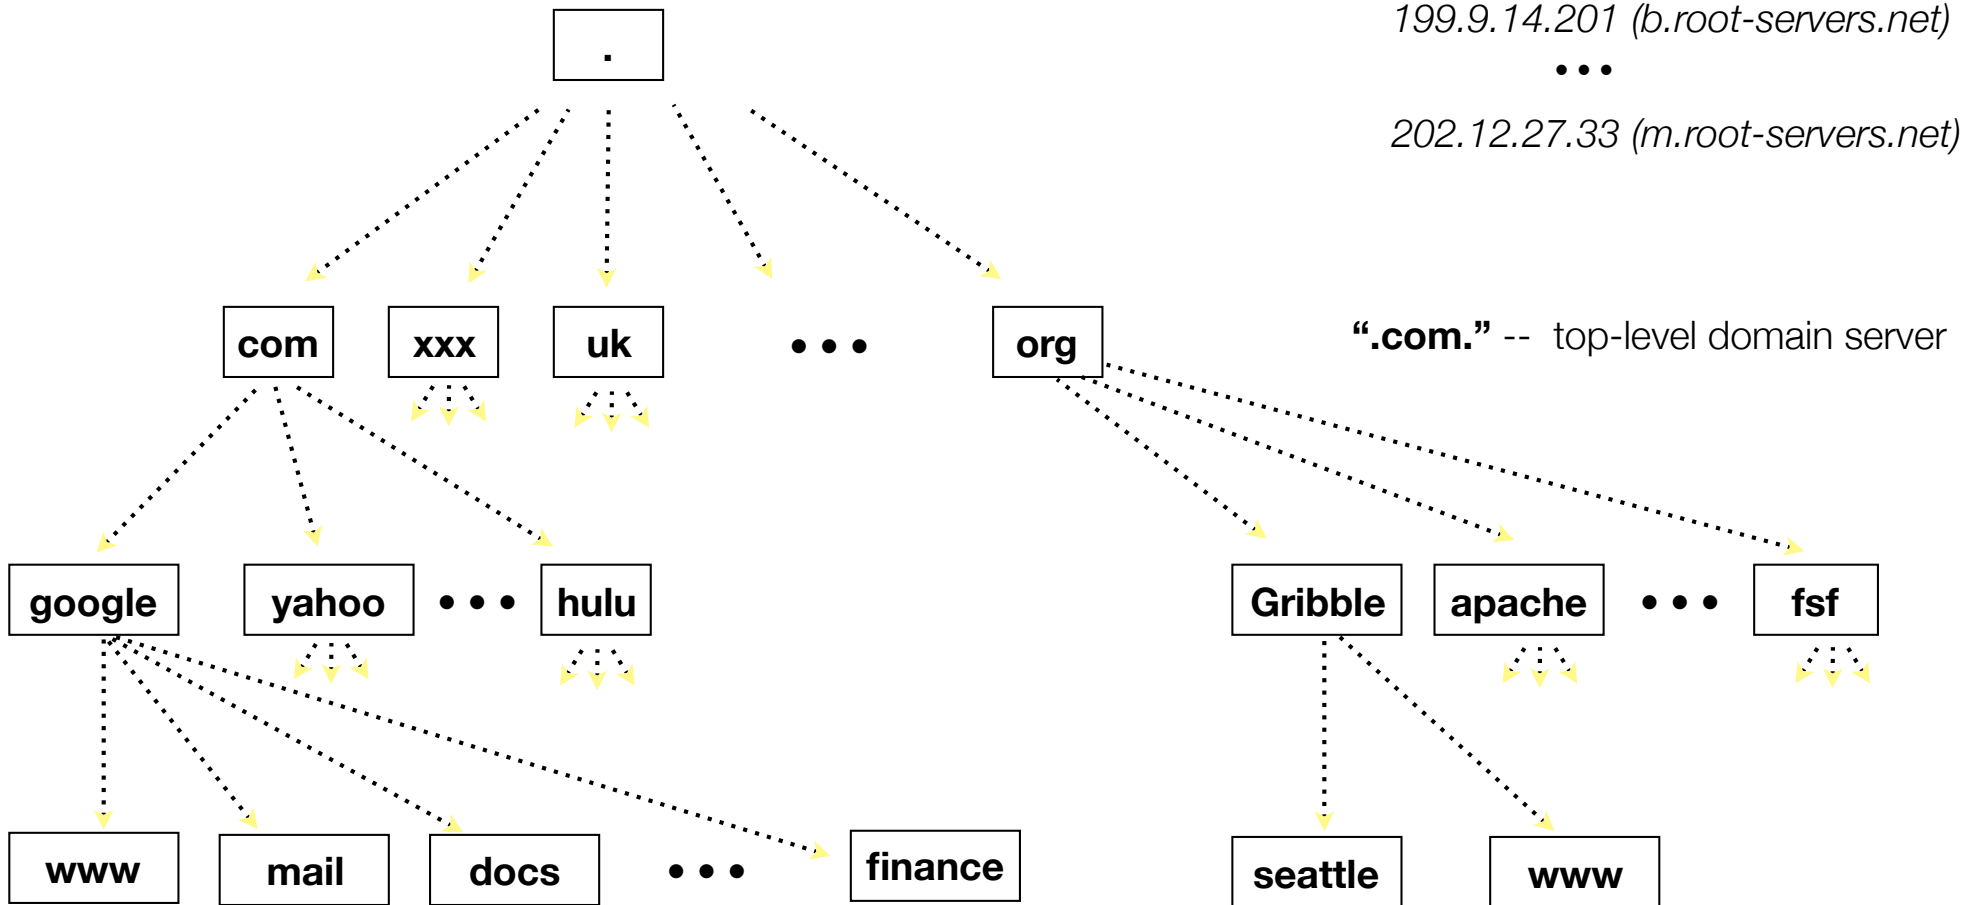 199.9.14.201 (b.root-servers.net)
.
•••
202.12.27.33 (m.root-servers.net)
com xxx uk ••• org
“.com.” -- top-level domain server
google yahoo ••• hulu Gribble apache ••• fsf
www mail docs ••• finance seattle www